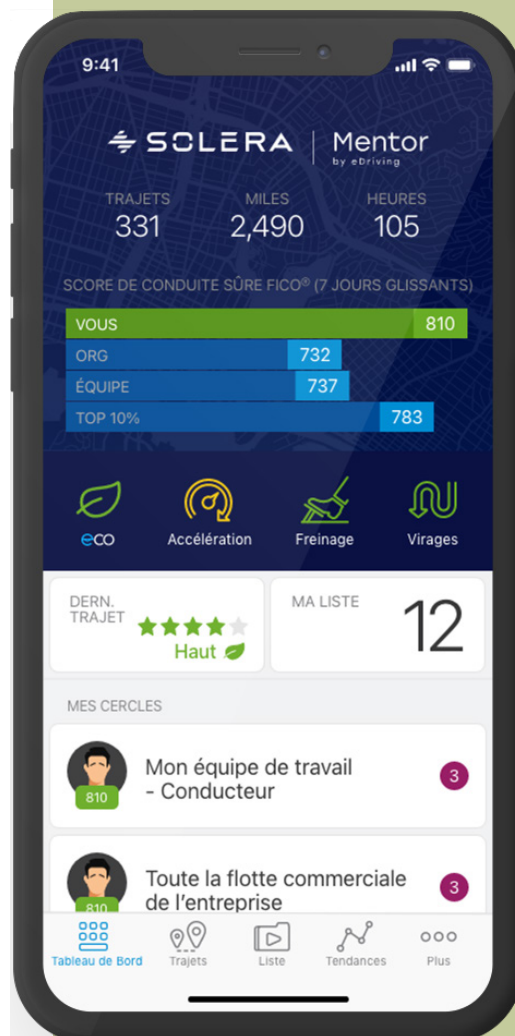 9:41
SOLERA | Mentor
by eDriving
TRAJETS MILES HEURES
331 2,490 105
SCORE DE CONDUITE SÛRE FICO® (7 JOURS GLISSANTS)
VOUS 810
ORG 732
ÉQUIPE 737
TOP 10% 783
eco Accélération Freinage Virages
DERN.
TRAJET
Haut
MA LISTE
12
MES CERCLES
Mon équipe de travail
- Conducteur
810
3
Toute la flotte commerciale
de l'entreprise
810
3
Tableau de Bord Trajets Liste Tendances Plus